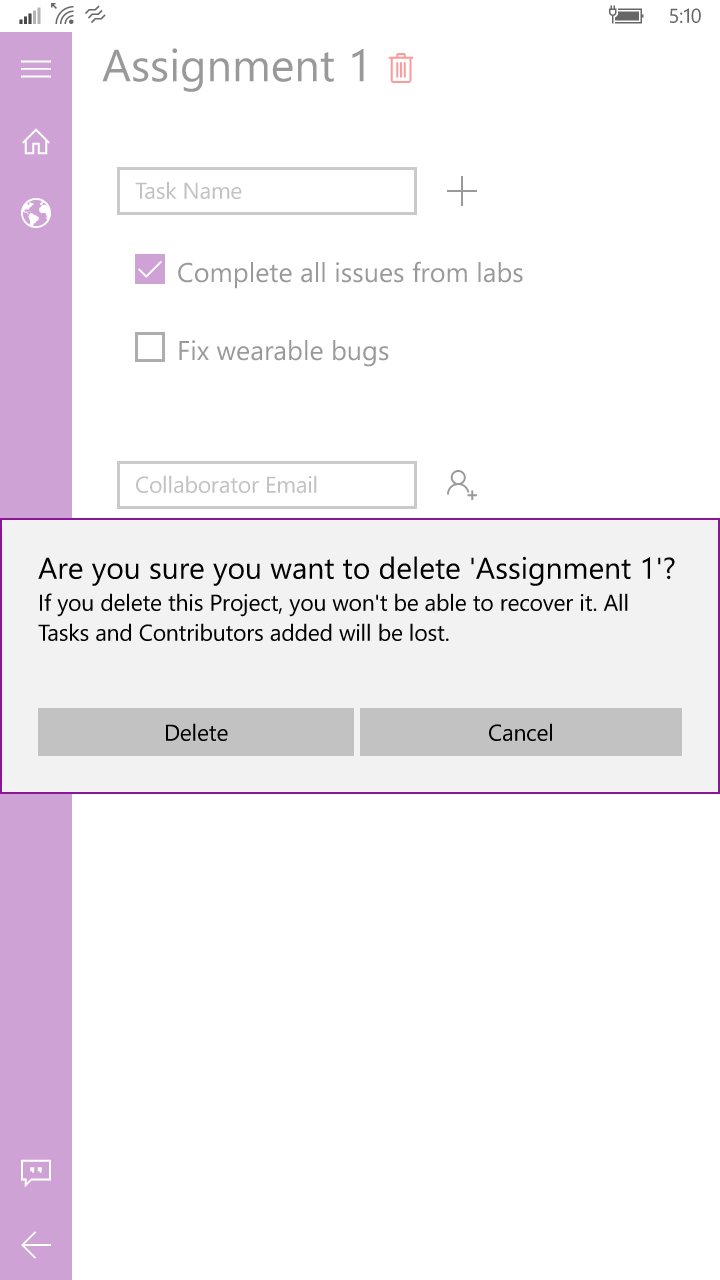 5:10
Assignment 1
Task Name
Complete all issues from labs
Fix wearable bugs
Collaborator Email
Are you sure you want to delete 'Assignment 1'?
If you delete this Project, you won't be able to recover it. All
Tasks and Contributors added will be lost.
Delete
Cancel